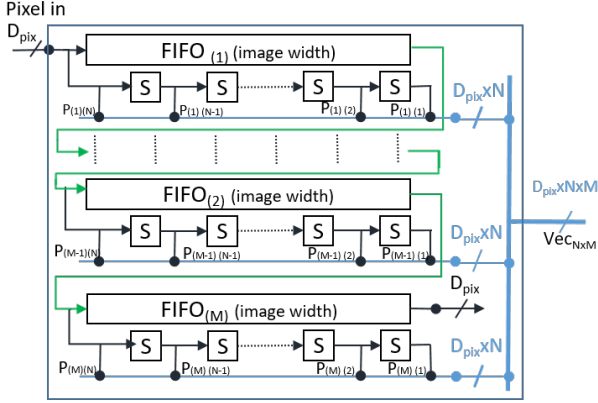 Pixel in
Dpix
FIFO (1) (image width)
S S S S
P(1)(N) P(1)(N-1) P(1)(2) P(1)(1)
DpixxN
FIFO(2) (image width)
S S S S
P(M-1)(N) P(M-1)(N-1) P(M-1)(2) P(M-1)(1)
DpixxN
DpixxNxM
VecNxM
FIFO(M) (image width)
Dpix
S S S S
P(M)(N) P(M)(N-1) P(M)(2) P(M)(1)
DpixxN